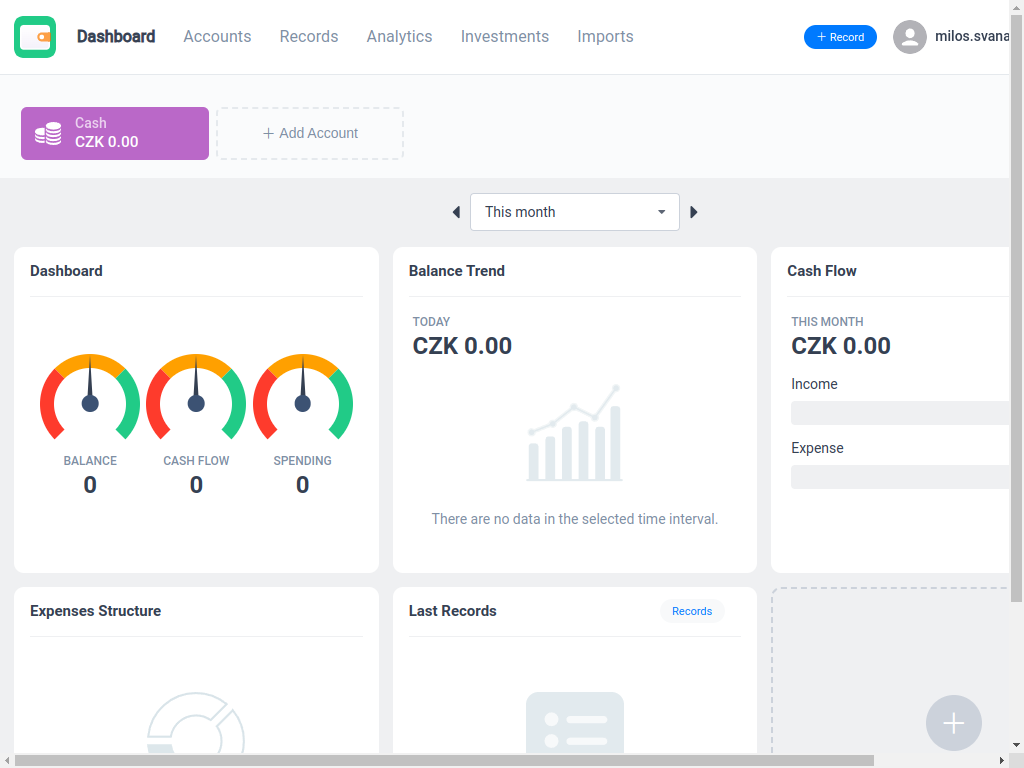 Dashboard Accounts Records Analytics Investments Imports + Record milos.svana
Cash
CZK 0.00
+ Add Account
This month
Dashboard
BALANCE CASH FLOW SPENDING
0 0 0
Balance Trend
TODAY
CZK 0.00
There are no data in the selected time interval.
Cash Flow
THIS MONTH
CZK 0.00
Income
Expense
Expenses Structure
Last Records Records